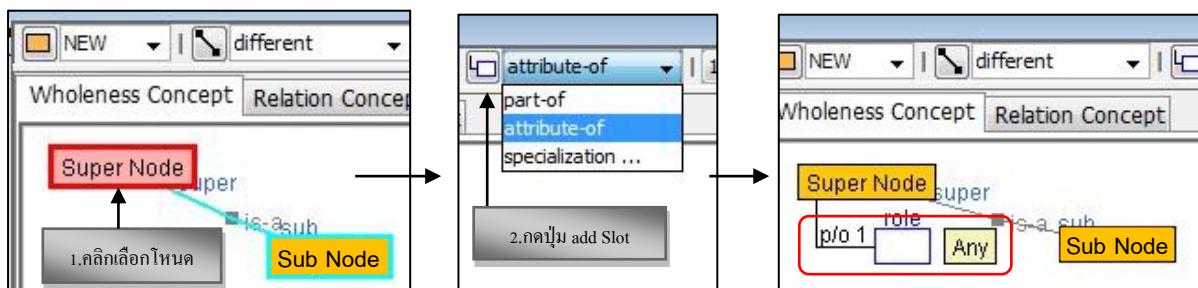 NEW different
Wholeness Concept Relation Concep
Super Node
super
is-a sub
Sub Node
1.คลิกเลือกโหนด
attribute-of 1
part-of
attribute-of
specialization ...
2.กดปุ่ม add Slot
NEW different
Wholeness Concept Relation Concept
Super Node
super
role
p/o 1 Any
is-a sub
Sub Node